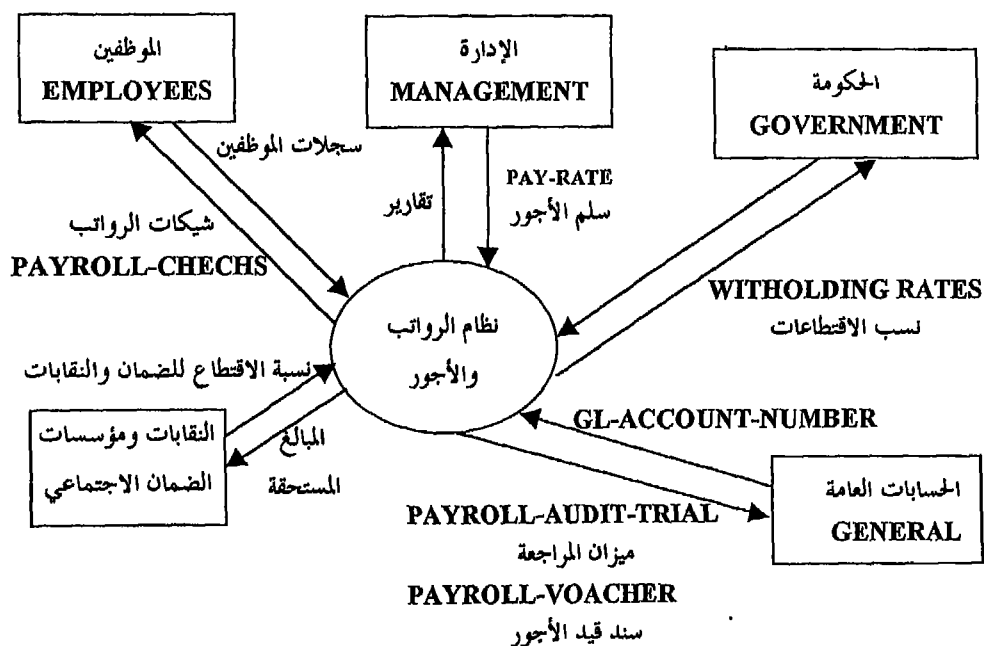 الموظفين
EMPLOYEES
الإدارة
MANAGEMENT
الحكومة
GOVERNMENT
سجلات الموظفين
شيكات الرواتب
PAYROLL-CHECHS
تقارير
PAY-RATE
سلم الأجور
WITHOLDING RATES
نسب الاقتطاعات
نظام الرواتب
والأجور
نسبة الاقتطاع للضمان والنقابات
النقابات ومؤسسات
الضمان الاجتماعي
المبالغ
المستحقة
GL-ACCOUNT-NUMBER
الحسابات العامة
GENERAL
PAYROLL-AUDIT-TRIAL
ميزان المراجعة
PAYROLL-VOACHER
سند قيد الأجور